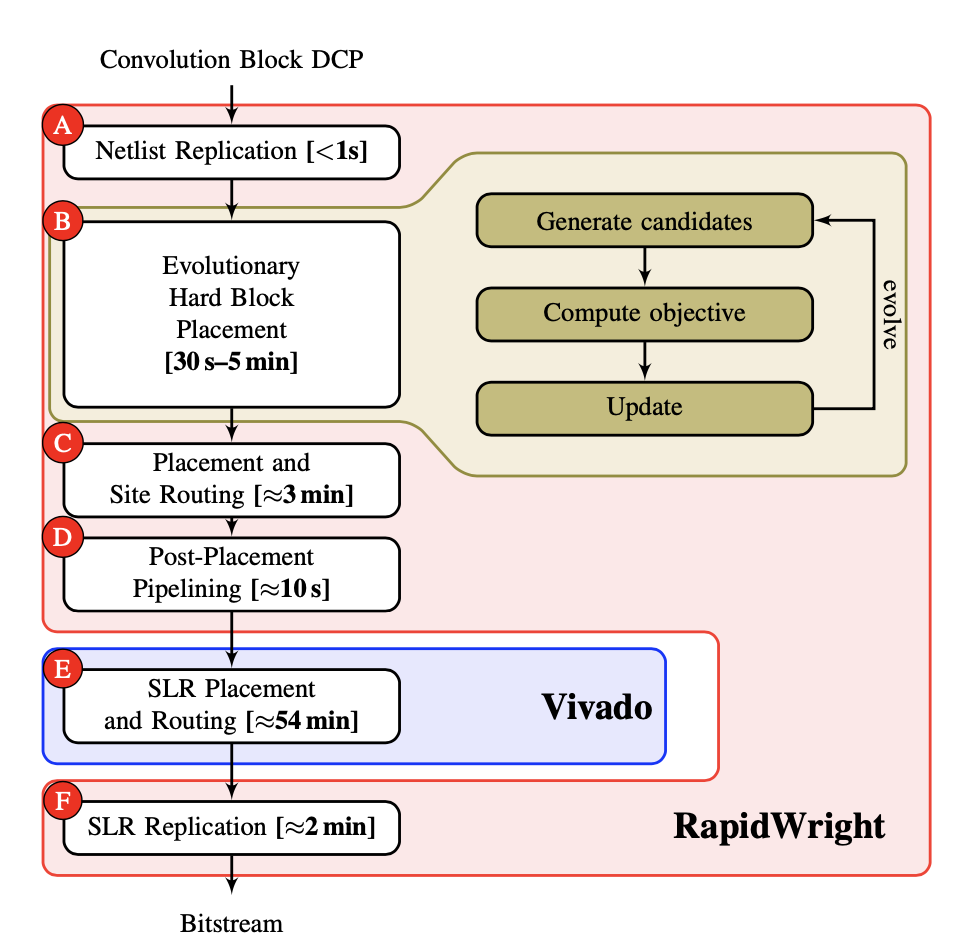 Convolution Block DCP
A
Netlist Replication [<1s]
B
Evolutionary
Hard Block
Placement
[30 s–5 min]
Generate candidates
Compute objective
Update
evolve
C
Placement and
Site Routing [≈3 min]
D
Post-Placement
Pipelining [≈10 s]
E
SLR Placement
and Routing [≈54 min]
Vivado
F
SLR Replication [≈2 min]
RapidWright
Bitstream